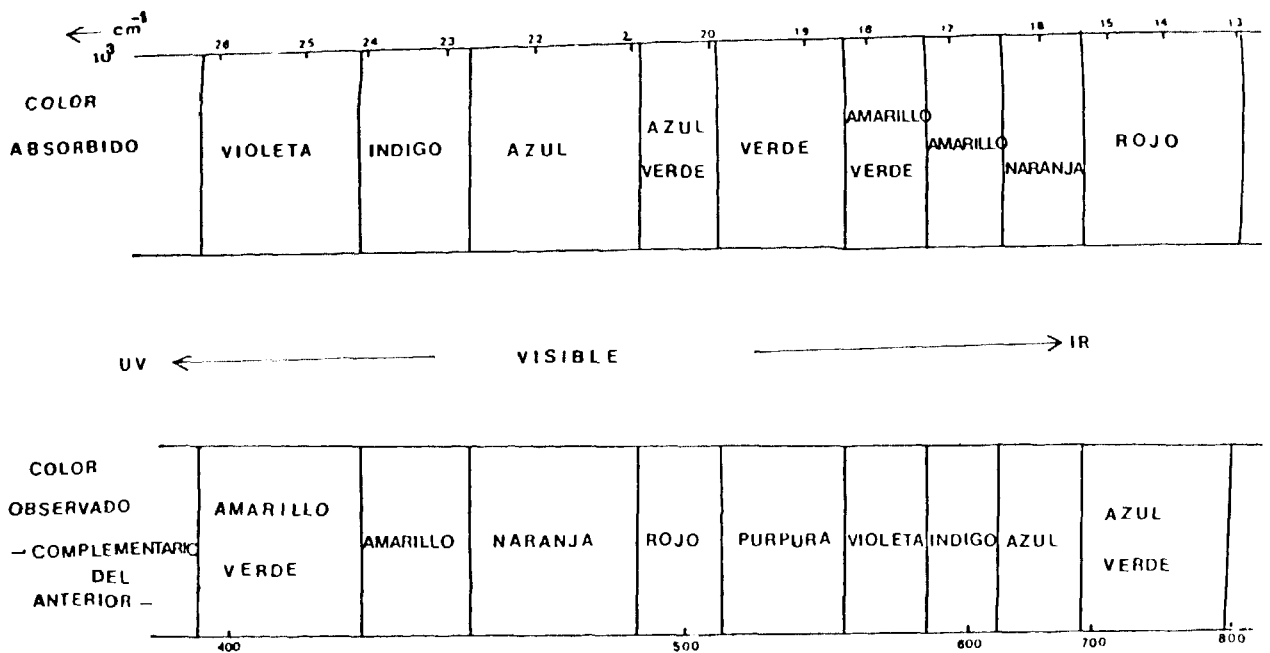 ← cm⁻¹
10³ 26 25 24 23 22 2 20 19 18 17 16 15 14 13
COLOR
ABSORBIDO
VIOLETA
INDIGO
AZUL
AZUL
VERDE
VERDE
AMARILLO
VERDE
AMARILLO
NARANJA
ROJO
UV ← VISIBLE → IR
COLOR
OBSERVADO
— COMPLEMENTARIO
DEL
ANTERIOR —
AMARILLO
VERDE
AMARILLO
NARANJA
ROJO
PURPURA
VIOLETA
INDIGO
AZUL
AZUL
VERDE
400 500 600 700 800